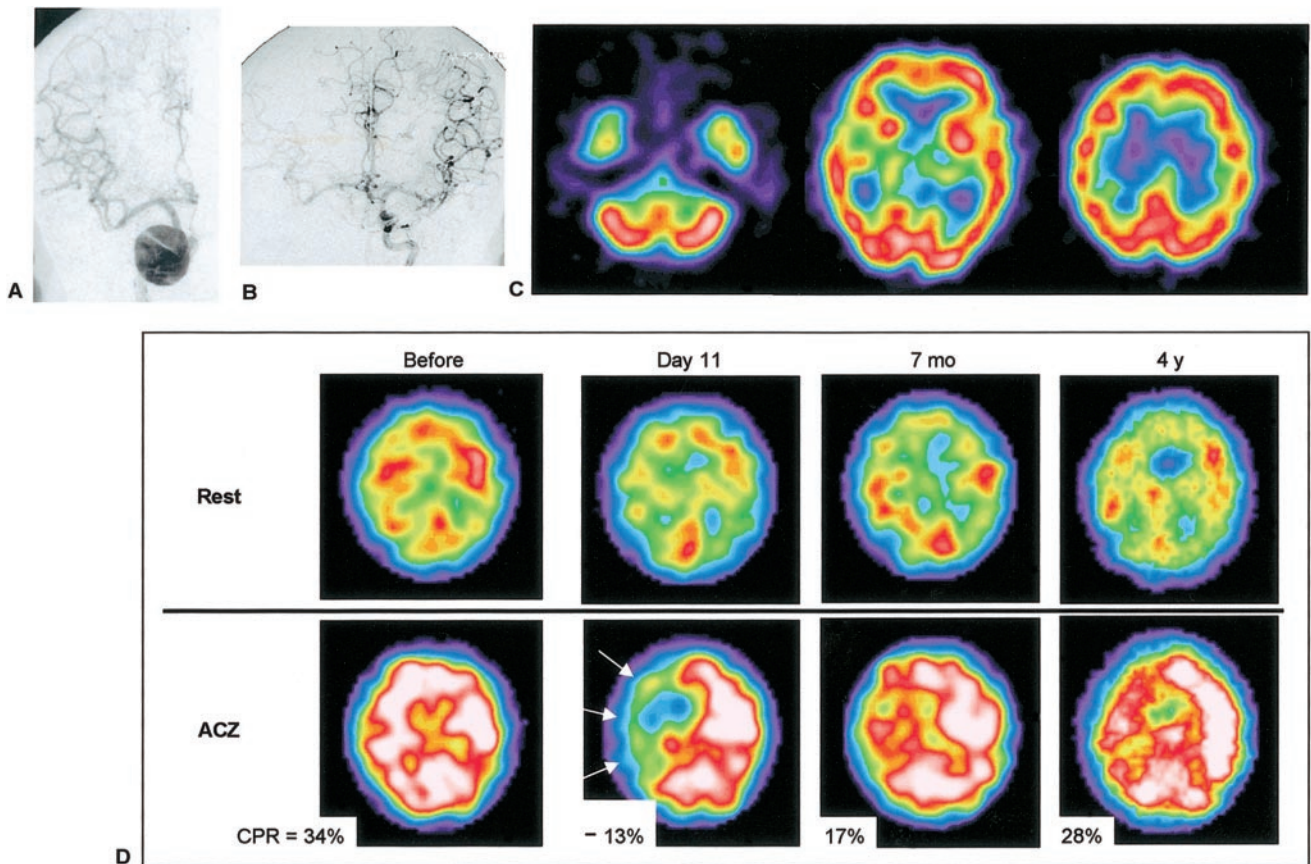 A
B
C
Before
Day 11
7 mo
4 y
Rest
ACZ
CPR = 34%
– 13%
17%
28%
D